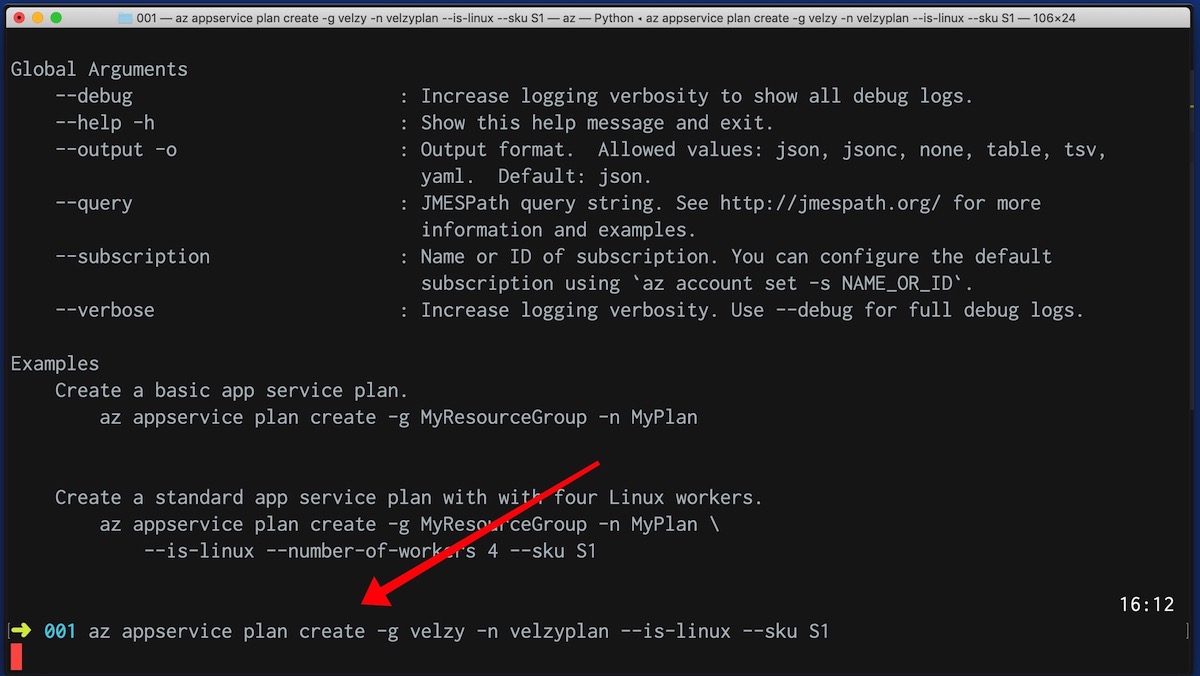 001 — az appservice plan create -g velzy -n velzyplan --is-linux --sku S1 — az — Python ◂ az appservice plan create -g velzy -n velzyplan --is-linux --sku S1 — 106×24
Global Arguments
--debug : Increase logging verbosity to show all debug logs.
--help -h : Show this help message and exit.
--output -o : Output format.  Allowed values: json, jsonc, none, table, tsv,
yaml.  Default: json.
--query : JMESPath query string. See http://jmespath.org/ for more
information and examples.
--subscription : Name or ID of subscription. You can configure the default
subscription using `az account set -s NAME_OR_ID`.
--verbose : Increase logging verbosity. Use --debug for full debug logs.
Examples
Create a basic app service plan.
az appservice plan create -g MyResourceGroup -n MyPlan
Create a standard app service plan with with four Linux workers.
az appservice plan create -g MyResourceGroup -n MyPlan \
--is-linux --number-of-workers 4 --sku S1
16:12
[➜ 001 az appservice plan create -g velzy -n velzyplan --is-linux --sku S1 ]